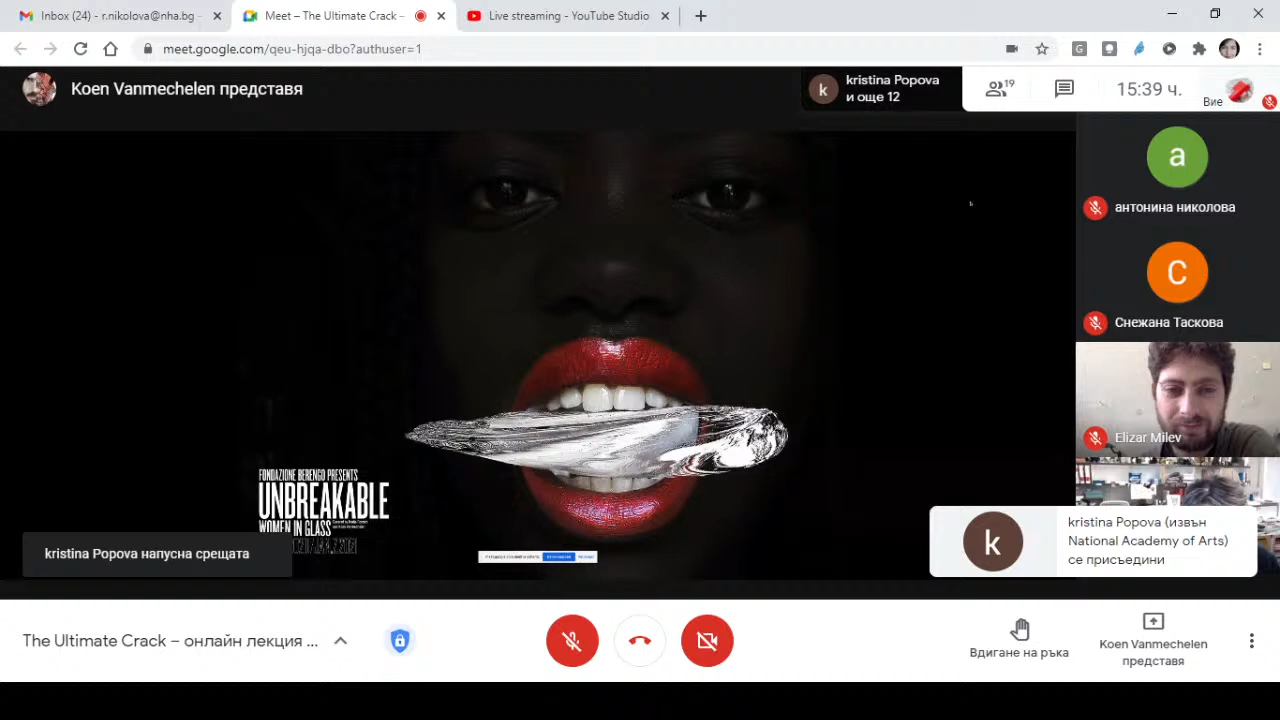 Inbox (24) - r.nikolova@nha.bg -
Meet – The Ultimate Crack –
Live streaming - YouTube Studio
meet.google.com/qeu-hjqa-dbo?authuser=1
Koen Vanmechelen представя
k
kristina Popova
и още 12
19
15:39 ч.
Вие
a
антонина николова
C
Снежана Таскова
Elizar Milev
FONDAZIONE BERENGO PRESENTS
UNBREAKABLE
WOMEN IN GLASS
kristina Popova напусна срещата
k
kristina Popova (извън
National Academy of Arts)
се присъедини
The Ultimate Crack – онлайн лекция ...
Вдигане на ръка
Koen Vanmechelen
представя